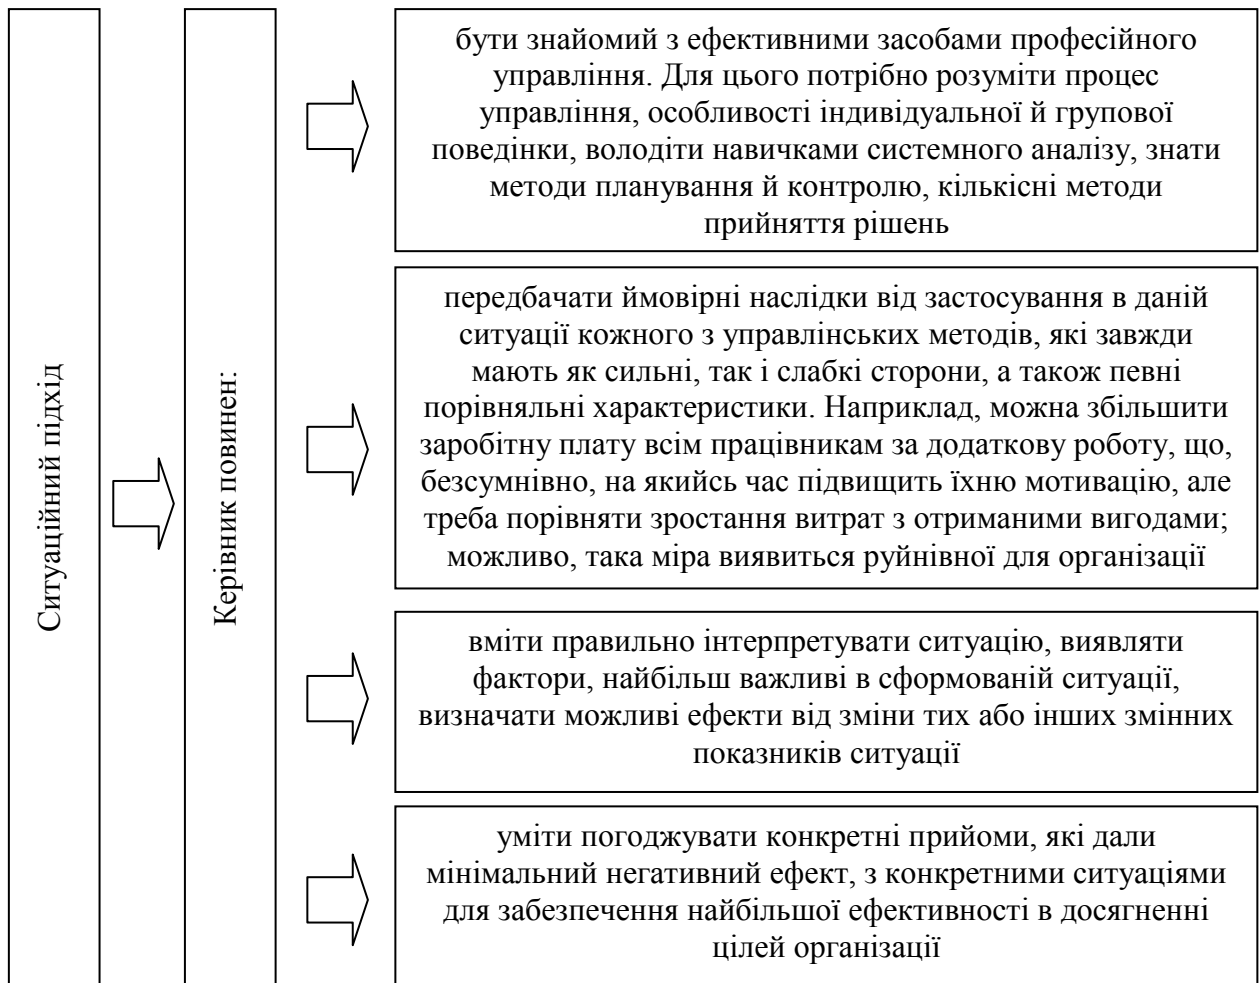 Ситуаційний підхід
Керівник повинен:
бути знайомий з ефективними засобами професійного
управління. Для цього потрібно розуміти процес
управління, особливості індивідуальної й групової
поведінки, володіти навичками системного аналізу, знати
методи планування й контролю, кількісні методи
прийняття рішень
передбачати ймовірні наслідки від застосування в даній
ситуації кожного з управлінських методів, які завжди
мають як сильні, так і слабкі сторони, а також певні
порівняльні характеристики. Наприклад, можна збільшити
заробітну плату всім працівникам за додаткову роботу, що,
безсумнівно, на якийсь час підвищить їхню мотивацію, але
треба порівняти зростання витрат з отриманими вигодами;
можливо, така міра виявиться руйнівної для організації
вміти правильно інтерпретувати ситуацію, виявляти
фактори, найбільш важливі в сформованій ситуації,
визначати можливі ефекти від зміни тих або інших змінних
показників ситуації
уміти погоджувати конкретні прийоми, які дали
мінімальний негативний ефект, з конкретними ситуаціями
для забезпечення найбільшої ефективності в досягненні
цілей організації